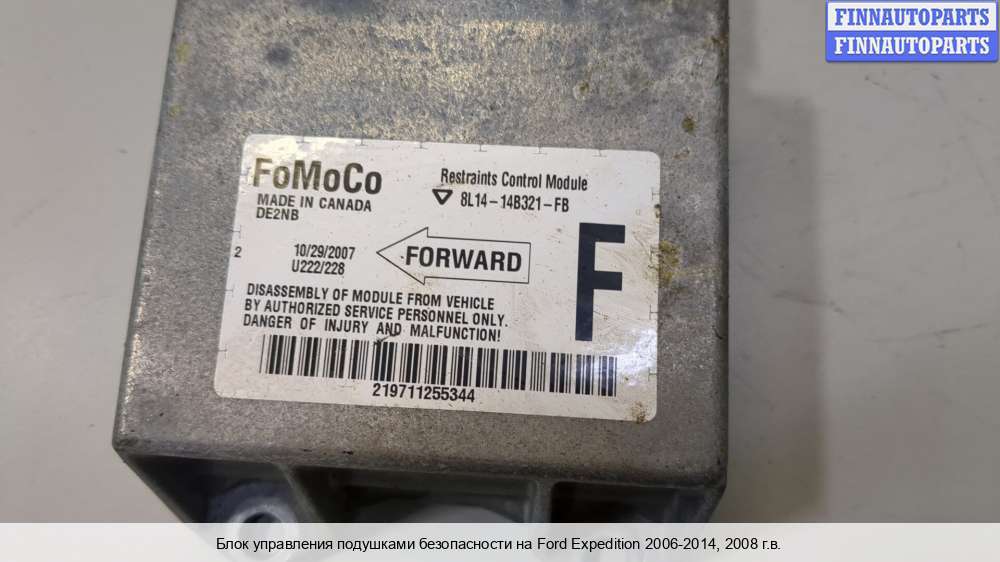 FINNAUTOPARTS
FINNAUTOPARTS
FoMoCo
MADE IN CANADA
DE2NB
Restraints Control Module
8L14-14B321-FB
2
10/29/2007
U222/228
FORWARD
F
DISASSEMBLY OF MODULE FROM VEHICLE
BY AUTHORIZED SERVICE PERSONNEL ONLY.
DANGER OF INJURY AND MALFUNCTION!
219711255344
Блок управления подушками безопасности на Ford Expedition 2006-2014, 2008 г.в.